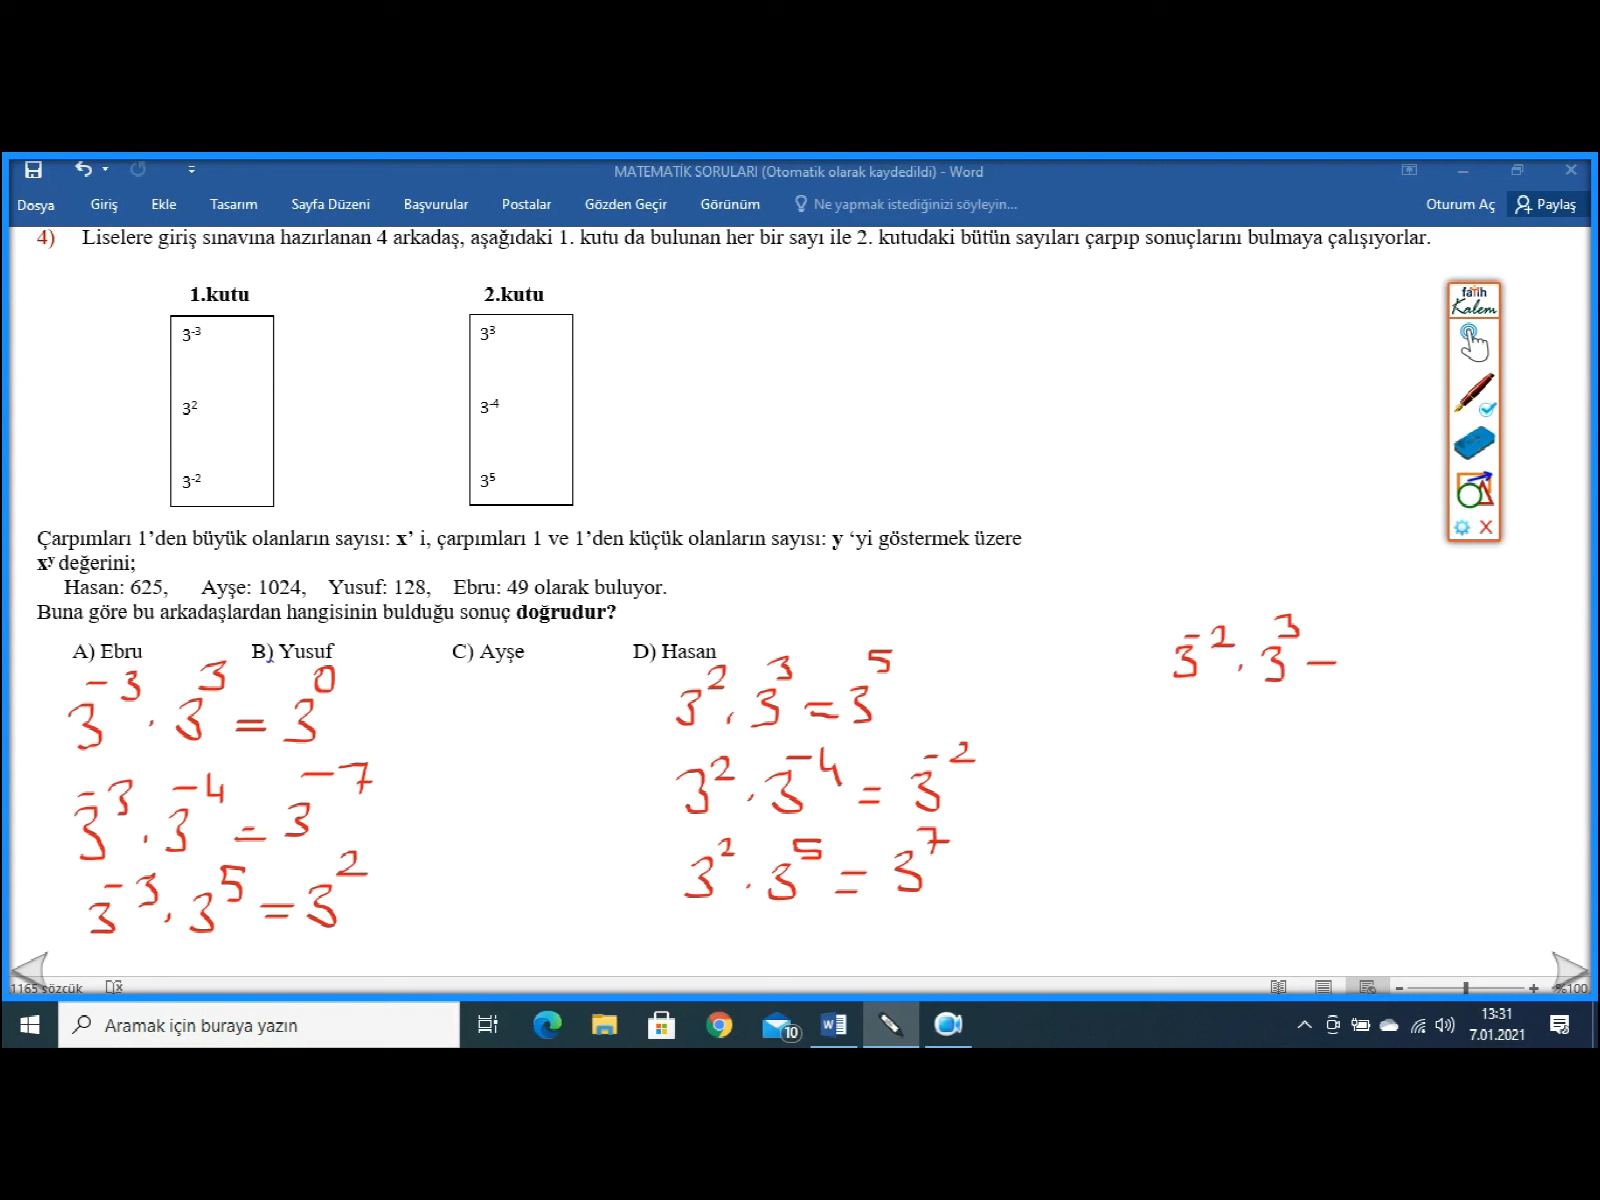 MATEMATİK SORULARI (Otomatik olarak kaydedildi) - Word
Dosya Giriş Ekle Tasarım Sayfa Düzeni Başvurular Postalar Gözden Geçir Görünüm Ne yapmak istediğinizi söyleyin... Oturum Aç Paylaş
4) Liselere giriş sınavına hazırlanan 4 arkadaş, aşağıdaki 1. kutu da bulunan her bir sayı ile 2. kutudaki bütün sayıları çarpıp sonuçlarını bulmaya çalışıyorlar.
1.kutu 2.kutu
fatih
Kalem
3⁻³ 3³
3² 3⁻⁴
3⁻² 3⁵
Çarpımları 1’den büyük olanların sayısı: x’ i, çarpımları 1 ve 1’den küçük olanların sayısı: y ‘yi göstermek üzere
xʸ değerini;
Hasan: 625, Ayşe: 1024, Yusuf: 128, Ebru: 49 olarak buluyor.
Buna göre bu arkadaşlardan hangisinin bulduğu sonuç doğrudur?
A) Ebru B) Yusuf C) Ayşe D) Hasan
3⁻³ . 3³ = 3⁰
3⁻³ . 3⁻⁴ = 3⁻⁷
3⁻³ . 3⁵ = 3²
3² . 3³ = 3⁵
3² . 3⁻⁴ = 3⁻²
3² . 3⁵ = 3⁷
3⁻² . 3³ –
1165 sözcük %100
Aramak için buraya yazın 10 13:31
7.01.2021